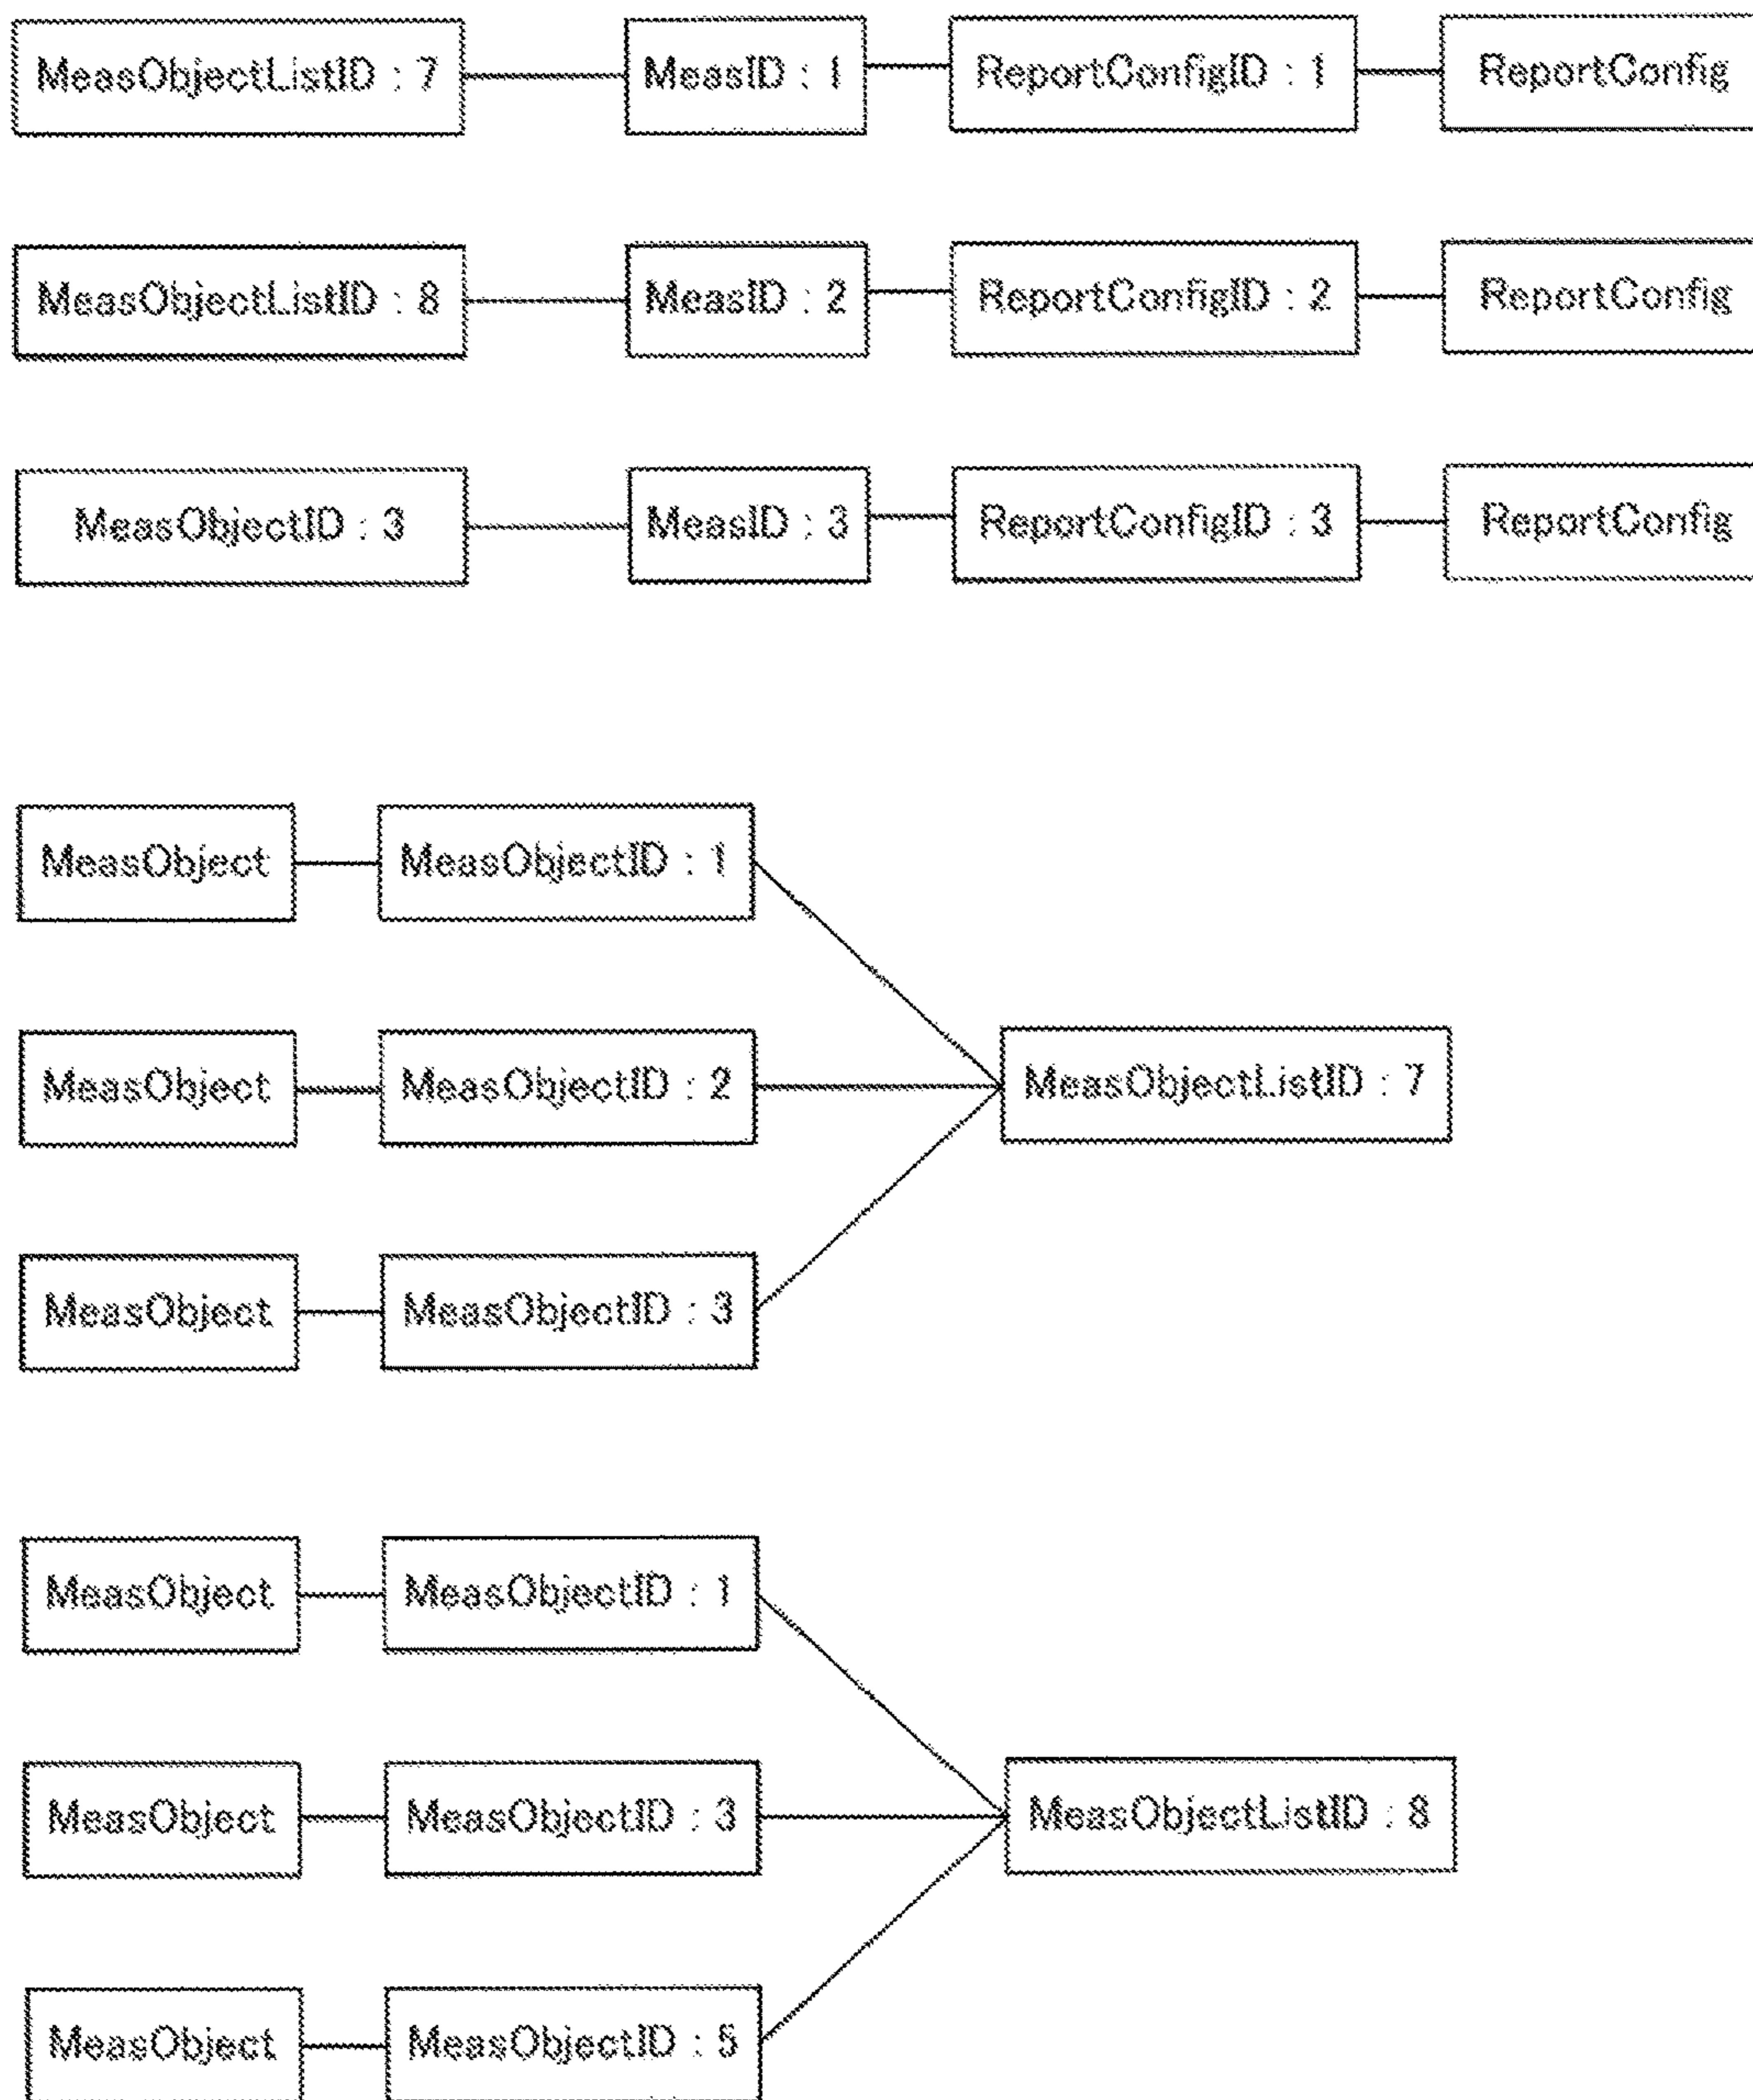 MeasObjectListID : 7 MeasID : 1 ReportConfigID : 1 ReportConfig
MeasObjectListID : 8 MeasID : 2 ReportConfigID : 2 ReportConfig
MeasObjectID : 3 MeasID : 3 ReportConfigID : 3 ReportConfig
MeasObject MeasObjectID : 1
MeasObject MeasObjectID : 2 MeasObjectListID : 7
MeasObject MeasObjectID : 3
MeasObject MeasObjectID : 1
MeasObject MeasObjectID : 3 MeasObjectListID : 8
MeasObject MeasObjectID : 5